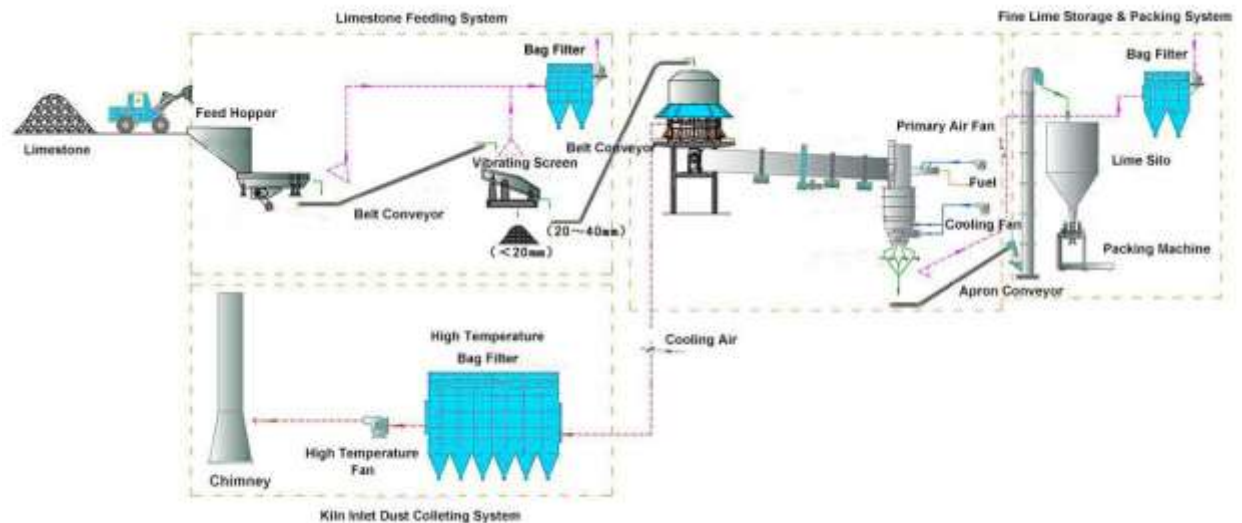 Limestone Feeding System
Fine Lime Storage & Packing System
Bag Filter
Bag Filter
Feed Hopper
Primary Air Fan
Limestone
Belt Conveyor
Vibrating Screen
Lime Silo
Fuel
Belt Conveyor
(20～40mm)
Cooling Fan
(<20mm)
Packing Machine
Apron Conveyor
High Temperature
Bag Filter
Cooling Air
High Temperature
Fan
Chimney
Kiln Inlet Dust Colleting System